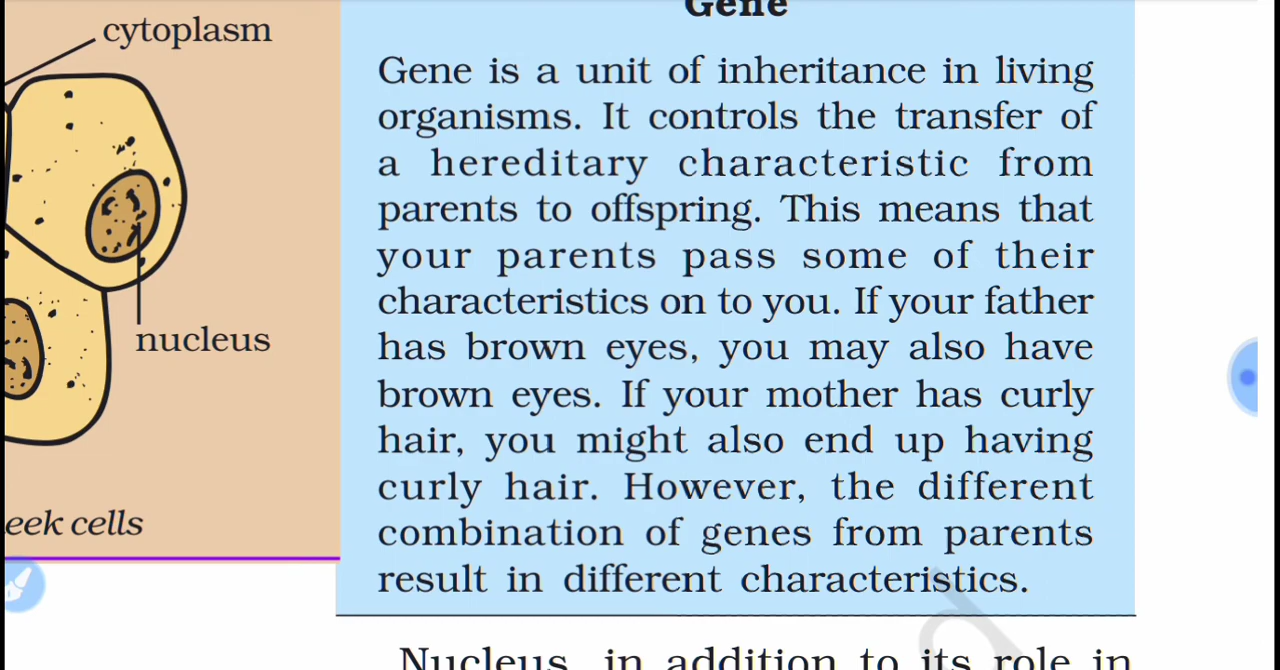 cytoplasm
nucleus
eek cells
Gene
Gene is a unit of inheritance in living
organisms. It controls the transfer of
a hereditary characteristic from
parents to offspring. This means that
your parents pass some of their
characteristics on to you. If your father
has brown eyes, you may also have
brown eyes. If your mother has curly
hair, you might also end up having
curly hair. However, the different
combination of genes from parents
result in different characteristics.
Nucleus, in addition to its role in